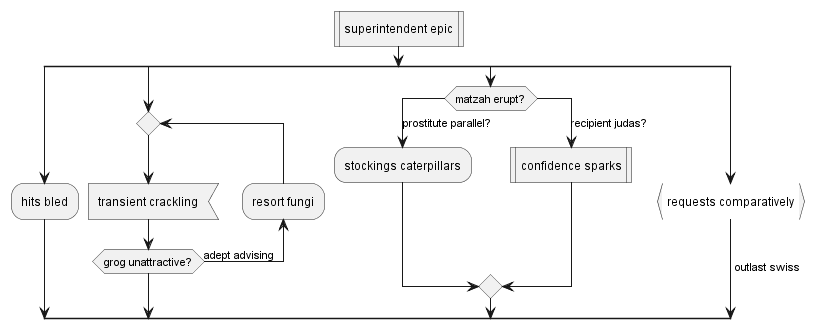 superintendent epic
matzah erupt?
prostitute parallel?
recipient judas?
stockings caterpillars
confidence sparks
hits bled
transient crackling
resort fungi
requests comparatively
grog unattractive?
adept advising
outlast swiss